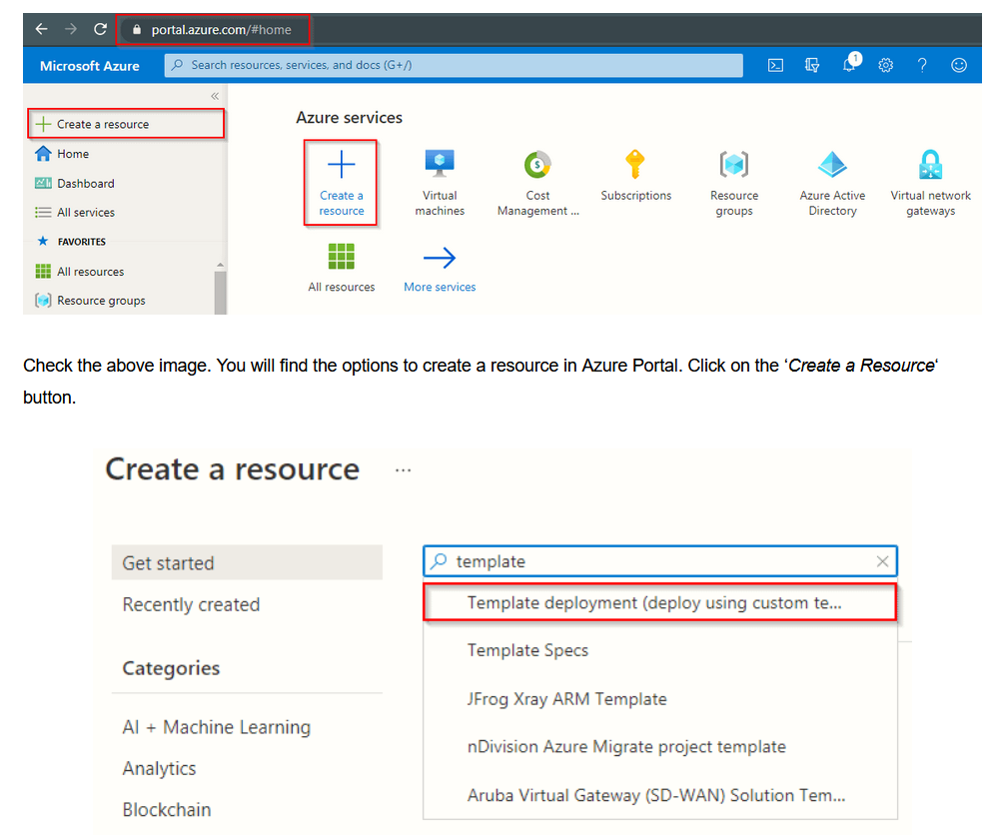 portal.azure.com/#home
Microsoft Azure
Search resources, services, and docs (G+/)
1
«
Create a resource
Home
Dashboard
All services
FAVORITES
All resources
Resource groups
Azure services
Create a
resource
Virtual
machines
Cost
Management ...
Subscriptions
Resource
groups
Azure Active
Directory
Virtual network
gateways
All resources
More services
Check the above image. You will find the options to create a resource in Azure Portal. Click on the ‘Create a Resource‘
button.
Create a resource ...
Get started
Recently created
Categories
AI + Machine Learning
Analytics
Blockchain
template
Template deployment (deploy using custom te...
Template Specs
JFrog Xray ARM Template
nDivision Azure Migrate project template
Aruba Virtual Gateway (SD-WAN) Solution Tem...